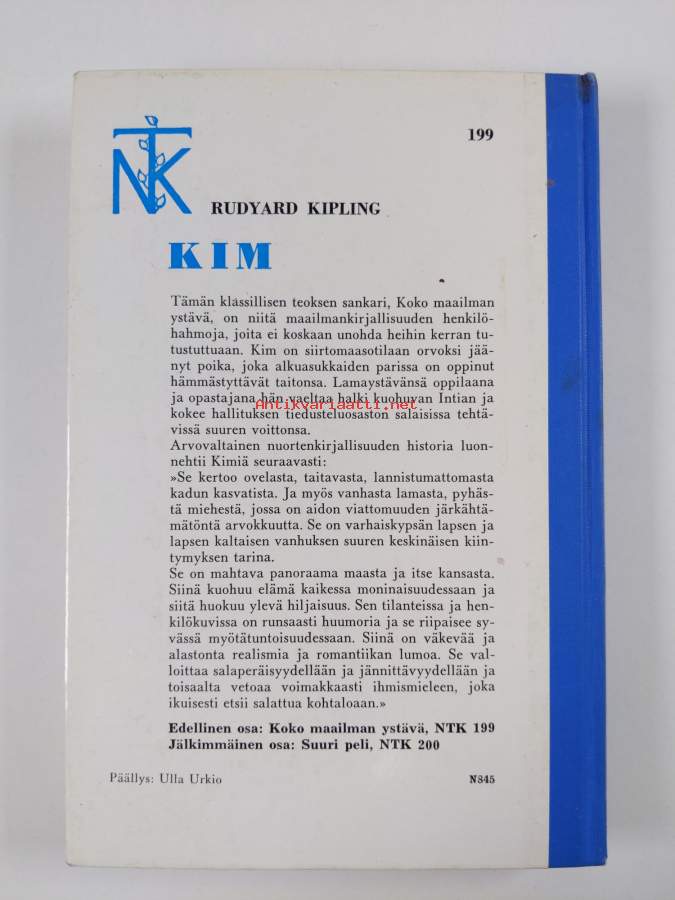 NTK
199
RUDYARD KIPLING
KIM
Tämän klassillisen teoksen sankari, Koko maailman
ystävä, on niitä maailmankirjallisuuden henkilö-
hahmoja, joita ei koskaan unohda heihin kerran tu-
tustuttuaan. Kim on siirtomaasotilaan orvoksi jää-
nyt poika, joka alkuasukkaiden parissa on oppinut
hämmästyttävät taitonsa. Lamaystävänsä oppilaana
ja opastajana hän vaeltaa halki kuohuvan Intian ja
Antikvariaatti.net
kokee hallituksen tiedusteluosaston salaisissa tehtä-
vissä suuren voittonsa.
Arvovaltainen nuortenkirjallisuuden historia luon-
nehtii Kimiä seuraavasti:
»Se kertoo ovelasta, taitavasta, lannistumattomasta
kadun kasvatista. Ja myös vanhasta lamasta, pyhäs-
tä miehestä, jossa on aidon viattomuuden järkähtä-
mätöntä arvokkuutta. Se on varhaiskypsän lapsen ja
lapsen kaltaisen vanhuksen suuren keskinäisen kiin-
tymyksen tarina.
Se on mahtava panoraama maasta ja itse kansasta.
Siinä kuohuu elämä kaikessa moninaisuudessaan ja
siitä huokuu ylevä hiljaisuus. Sen tilanteissa ja hen-
kilökuvissa on runsaasti huumoria ja se riipaisee sy-
vässä myötätuntoisuudessaan. Siinä on väkevää ja
alastonta realismia ja romantiikan lumoa. Se val-
loittaa salaperäisyydellään ja jännittävyydellään ja
toisaalta vetoaa voimakkaasti ihmismieleen, joka
ikuisesti etsii salattua kohtaloaan.»
Edellinen osa: Koko maailman ystävä, NTK 199
Jälkimmäinen osa: Suuri peli, NTK 200
Päällys: Ulla Urkio
N845